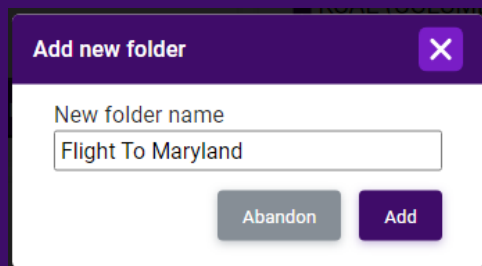 Add new folder
New folder name
Flight To Maryland
Abandon
Add